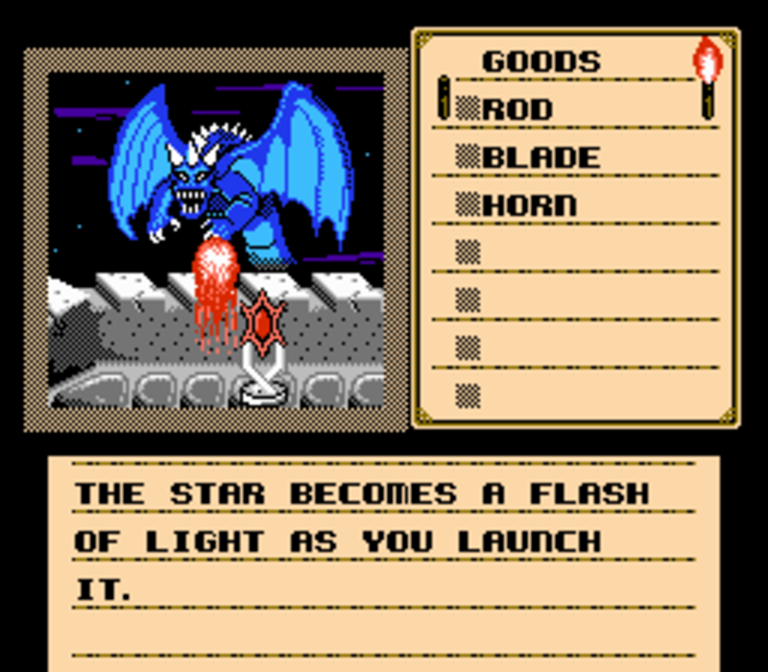 GOODS
ROD
BLADE
HORN
THE STAR BECOMES A FLASH
OF LIGHT AS YOU LAUNCH
IT.